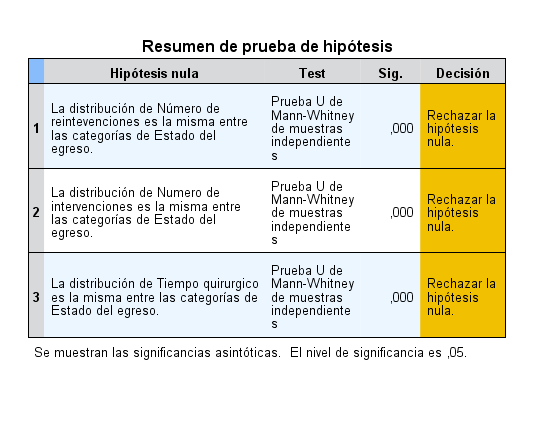 Resumen de prueba de hipótesis
Hipótesis nula Test Sig. Decisión
1
La distribución de Número de
reintevenciones es la misma entre
las categorías de Estado del
egreso.
Prueba U de
Mann-Whitney
de muestras
independiente
s
,000
Rechazar la
hipótesis
nula.
2
La distribución de Numero de
intervenciones es la misma entre
las categorías de Estado del
egreso.
Prueba U de
Mann-Whitney
de muestras
independiente
s
,000
Rechazar la
hipótesis
nula.
3
La distribución de Tiempo quirurgico
es la misma entre las categorías de
Estado del egreso.
Prueba U de
Mann-Whitney
de muestras
independiente
s
,000
Rechazar la
hipótesis
nula.
Se muestran las significancias asintóticas. El nivel de significancia es ,05.